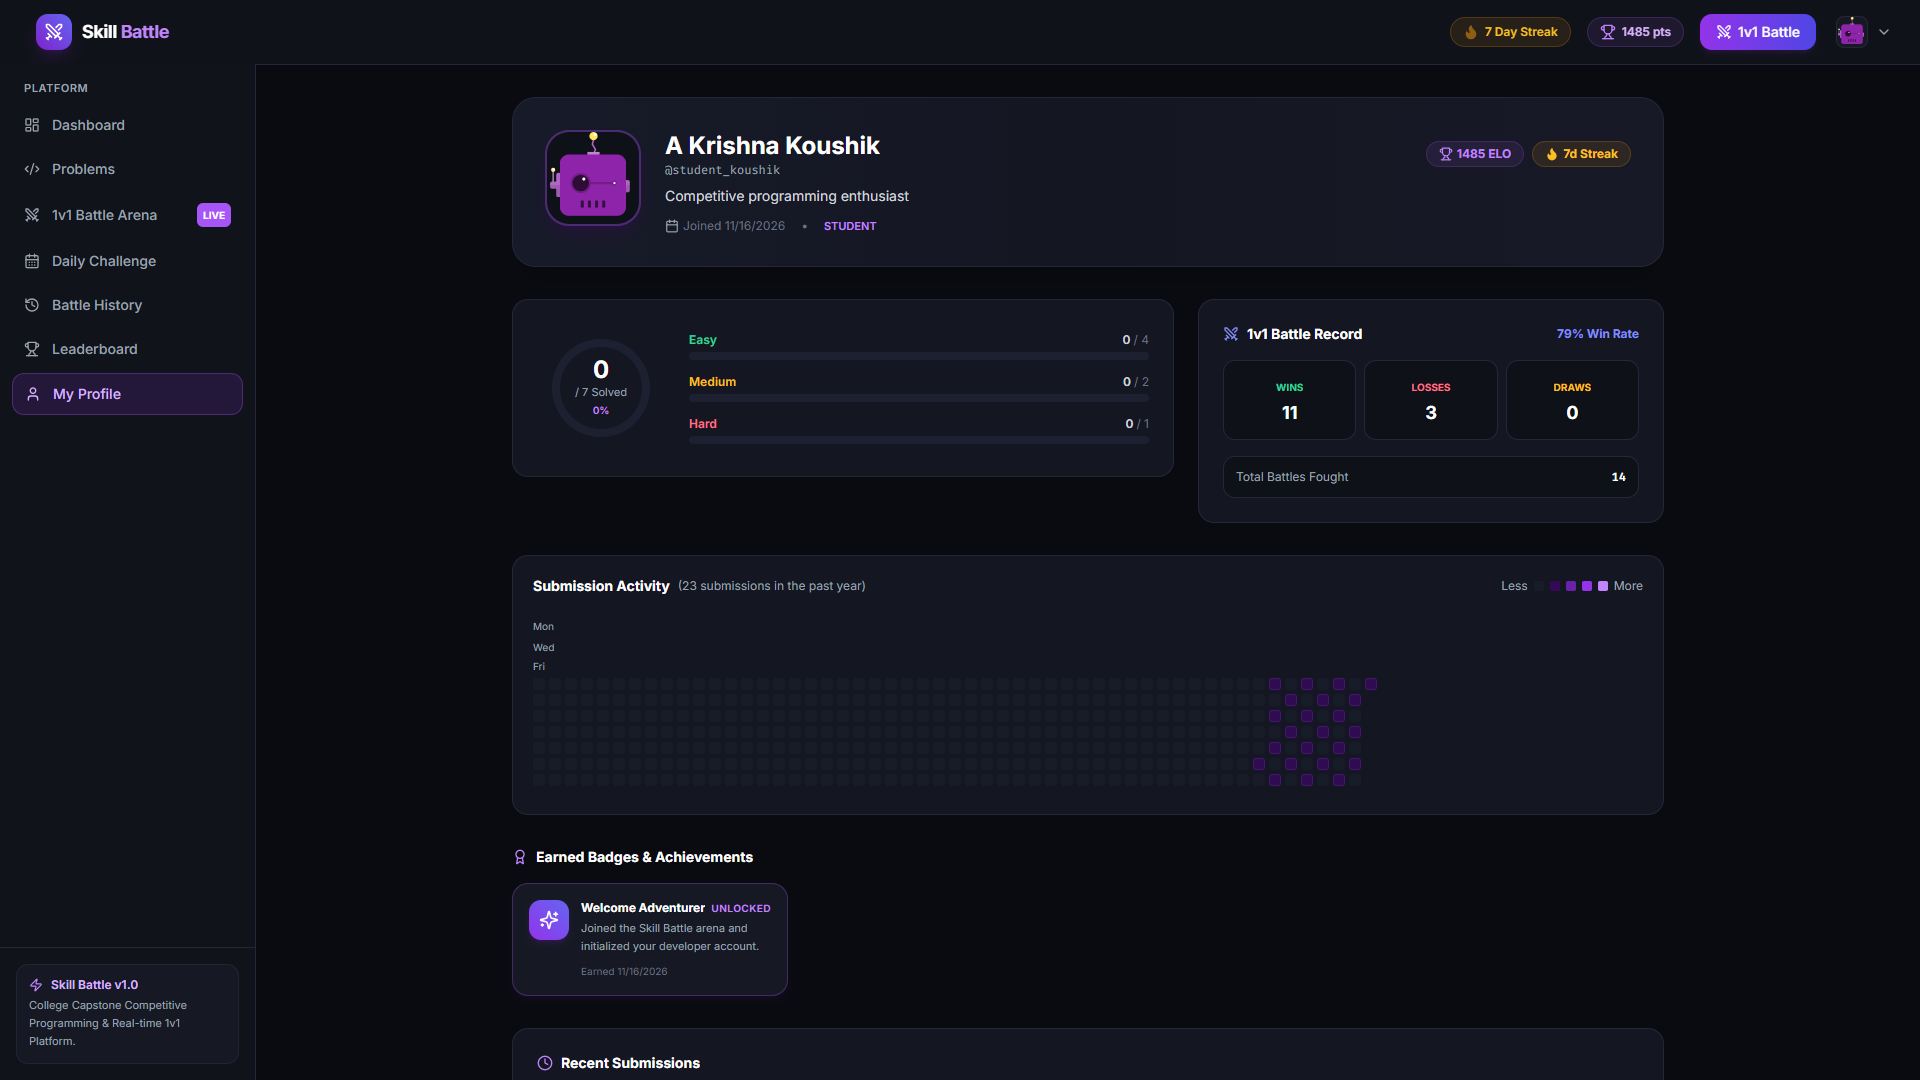 Skill Battle
7 Day Streak
1485 pts
1v1 Battle
PLATFORM
Dashboard
Problems
1v1 Battle Arena
LIVE
Daily Challenge
Battle History
Leaderboard
My Profile
Skill Battle v1.0
College Capstone Competitive
Programming & Real-time 1v1
Platform.
A Krishna Koushik
@student_koushik
Competitive programming enthusiast
Joined 11/16/2026 • STUDENT
1485 ELO
7d Streak
0
/ 7 Solved
0%
Easy 0 / 4
Medium 0 / 2
Hard 0 / 1
1v1 Battle Record
79% Win Rate
WINS
11
LOSSES
3
DRAWS
0
Total Battles Fought 14
Submission Activity (23 submissions in the past year)
Less More
Mon
Wed
Fri
Earned Badges & Achievements
Welcome Adventurer UNLOCKED
Joined the Skill Battle arena and
initialized your developer account.
Earned 11/16/2026
Recent Submissions